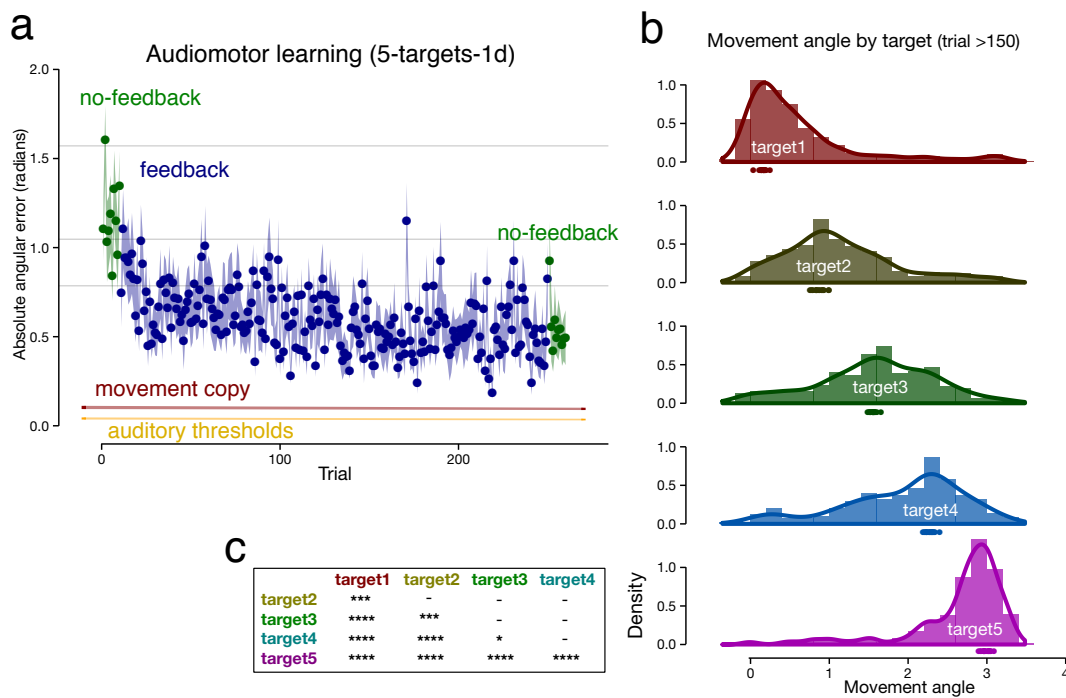 a
Audiomotor learning (5-targets-1d)
2.0
1.5
1.0
0.5
0.0
Absolute angular error (radians)
no-feedback
feedback
no-feedback
movement copy
auditory thresholds
0 100 200
Trial
b
Movement angle by target (trial >150)
1.0
0.5
0.0
target1
1.0
0.5
0.0
target2
1.0
0.5
0.0
target3
1.0
0.5
0.0
target4
1.0
0.5
0.0
target5
Density
0 1 2 3 4
Movement angle
c
target1 target2 target3 target4
target2 *** - - -
target3 **** *** - -
target4 **** **** * -
target5 **** **** **** ****